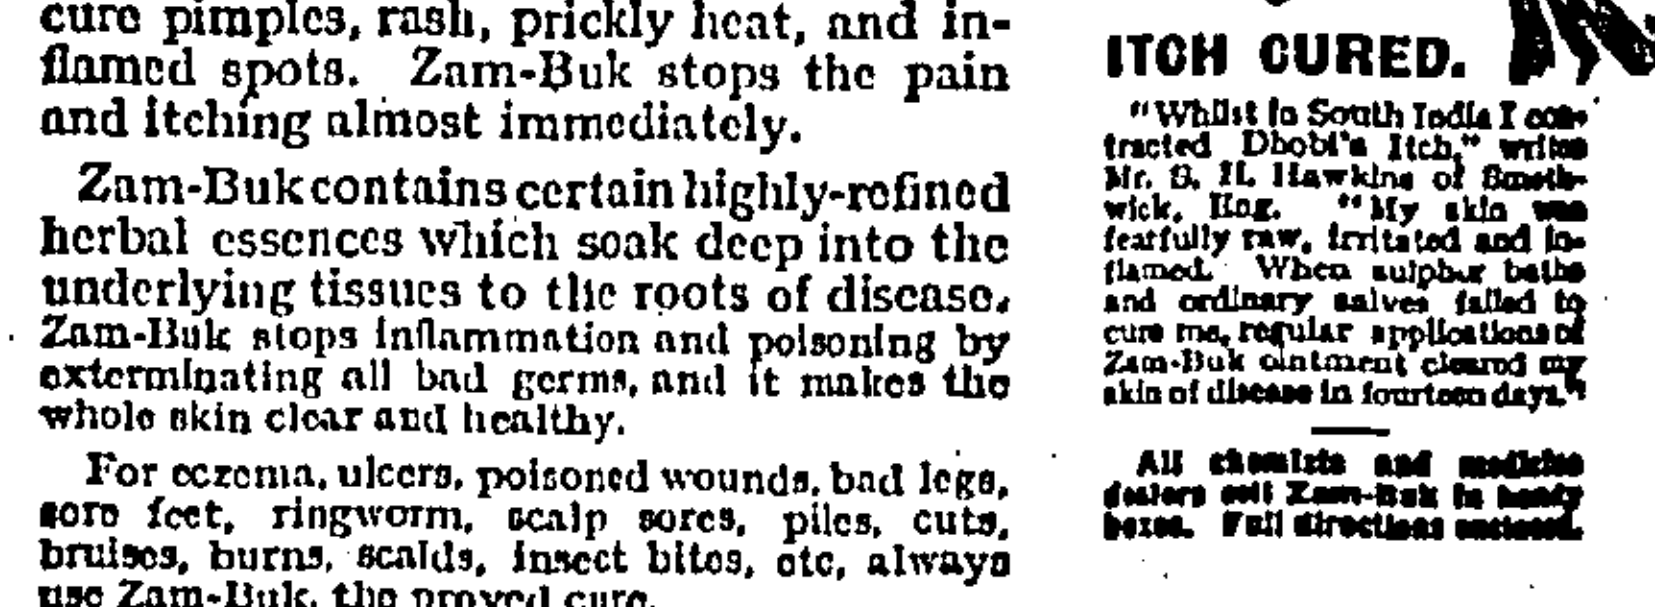 cure pimples, rash, prickly heat, and in-
flamed spots. Zam-Buk stops the pain
and itching almost immediately.
Zam-Buk contains certain highly-refined
herbal essences which soak deep into the
underlying tissues to the roots of disease.
Zam-Buk stops inflammation and poisoning by
exterminating all bad germs, and it makes the
whole skin clear and healthy.
For eczema, ulcers, poisoned wounds, bad legs,
sore feet, ringworm, scalp sores, piles, cuts,
bruises, burns, scalds, insect bites, etc, always
use Zam-Buk, the proved cure.
ITCH CURED.
"Whilst in South India I con-
tracted Dhobi's Itch," writes
Mr. S. H. Hawkins of Smeth-
wick, Eng. "My skin was
fearfully raw, irritated and in-
flamed. When sulphur baths
and ordinary salves failed to
cure me, regular applications of
Zam-Buk ointment cleared my
skin of disease in fourteen days."
All chemists and medicine
dealers sell Zam-Buk in handy
boxes. Full directions enclosed.